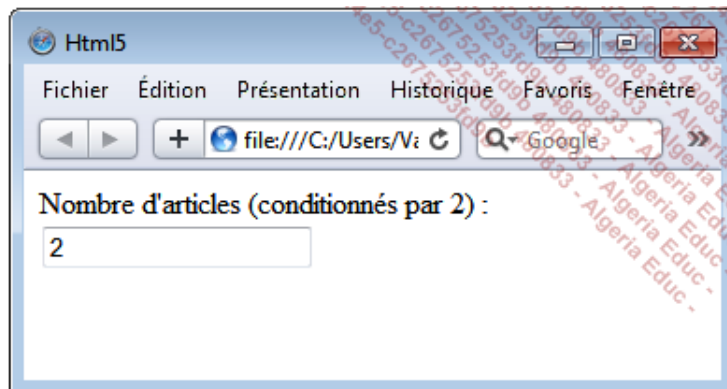 Html5
Fichier Édition Présentation Historique Favoris Fenêtre
+ file:///C:/Users/Va Google »
Nombre d'articles (conditionnés par 2) :
2